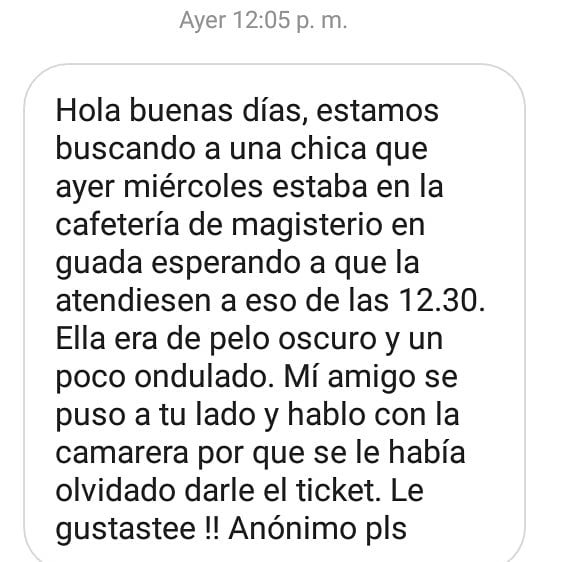 Ayer 12:05 p. m.
Hola buenas días, estamos
buscando a una chica que
ayer miércoles estaba en la
cafetería de magisterio en
guada esperando a que la
atendiesen a eso de las 12.30.
Ella era de pelo oscuro y un
poco ondulado. Mí amigo se
puso a tu lado y hablo con la
camarera por que se le había
olvidado darle el ticket. Le
gustastee !! Anónimo pls